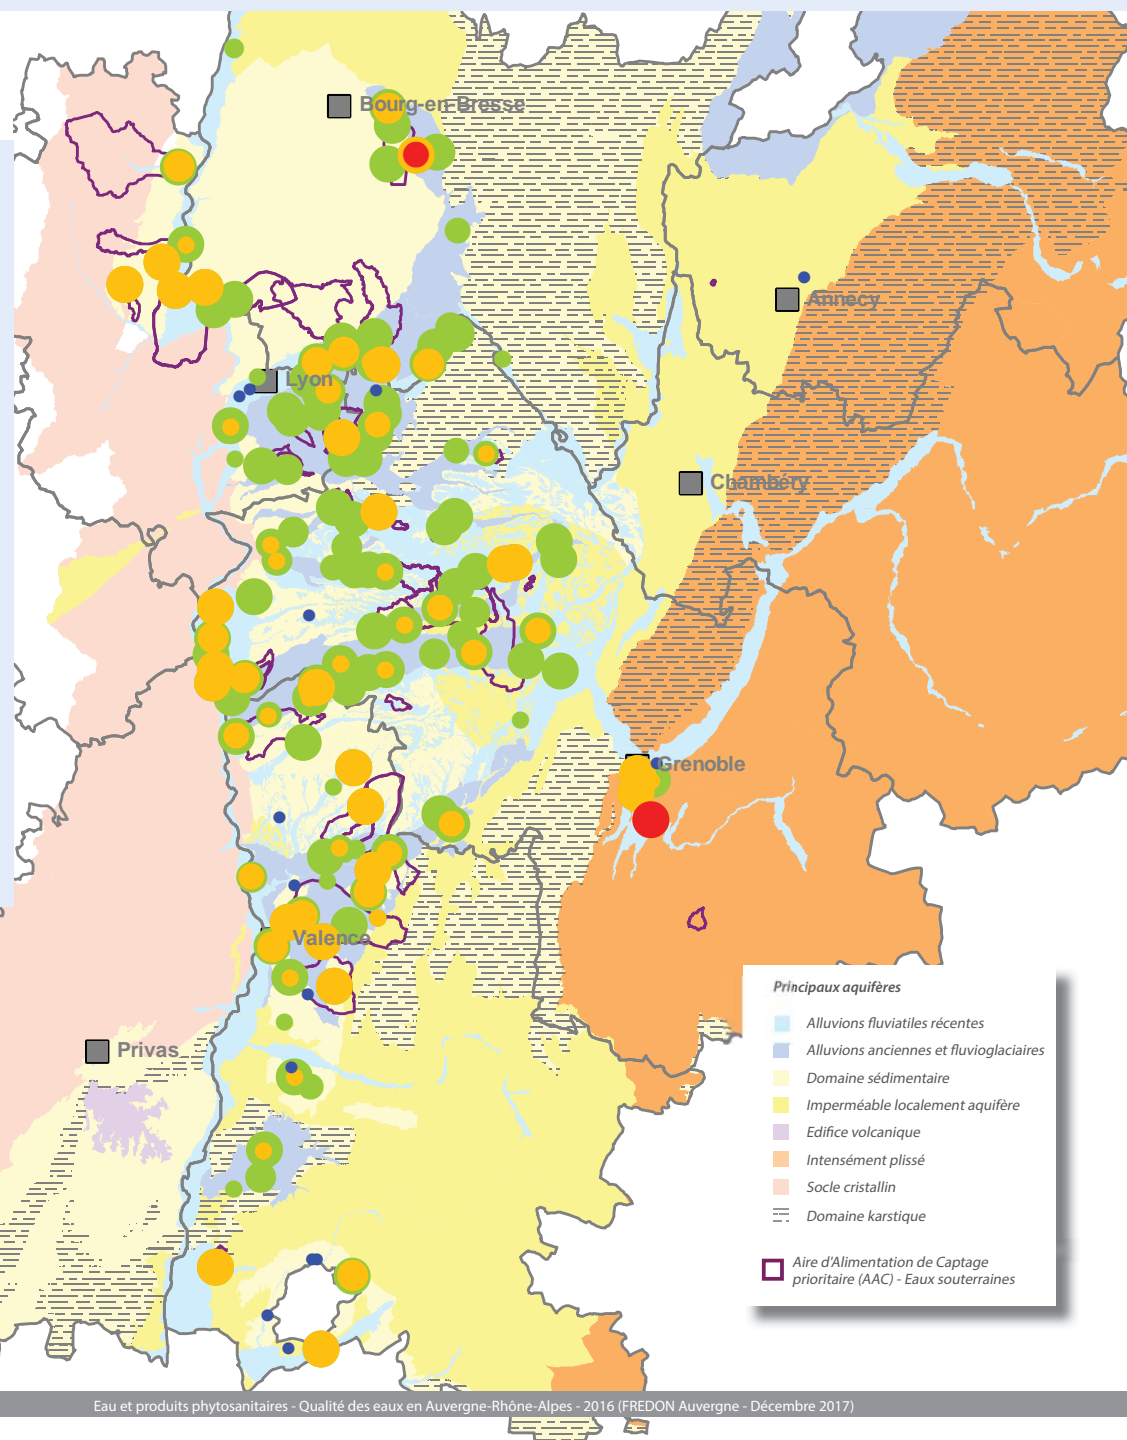 Bourg-en-Bresse
Annecy
Lyon
Chambéry
Grenoble
Valence
Privas
Principaux aquifères
Alluvions fluviatiles récentes
Alluvions anciennes et fluvioglaciaires
Domaine sédimentaire
Imperméable localement aquifère
Edifice volcanique
Intensément plissé
Socle cristallin
Domaine karstique
Aire d'Alimentation de Captage
prioritaire (AAC) - Eaux souterraines
Eau et produits phytosanitaires - Qualité des eaux en Auvergne-Rhône-Alpes - 2016 (FREDON Auvergne - Décembre 2017)